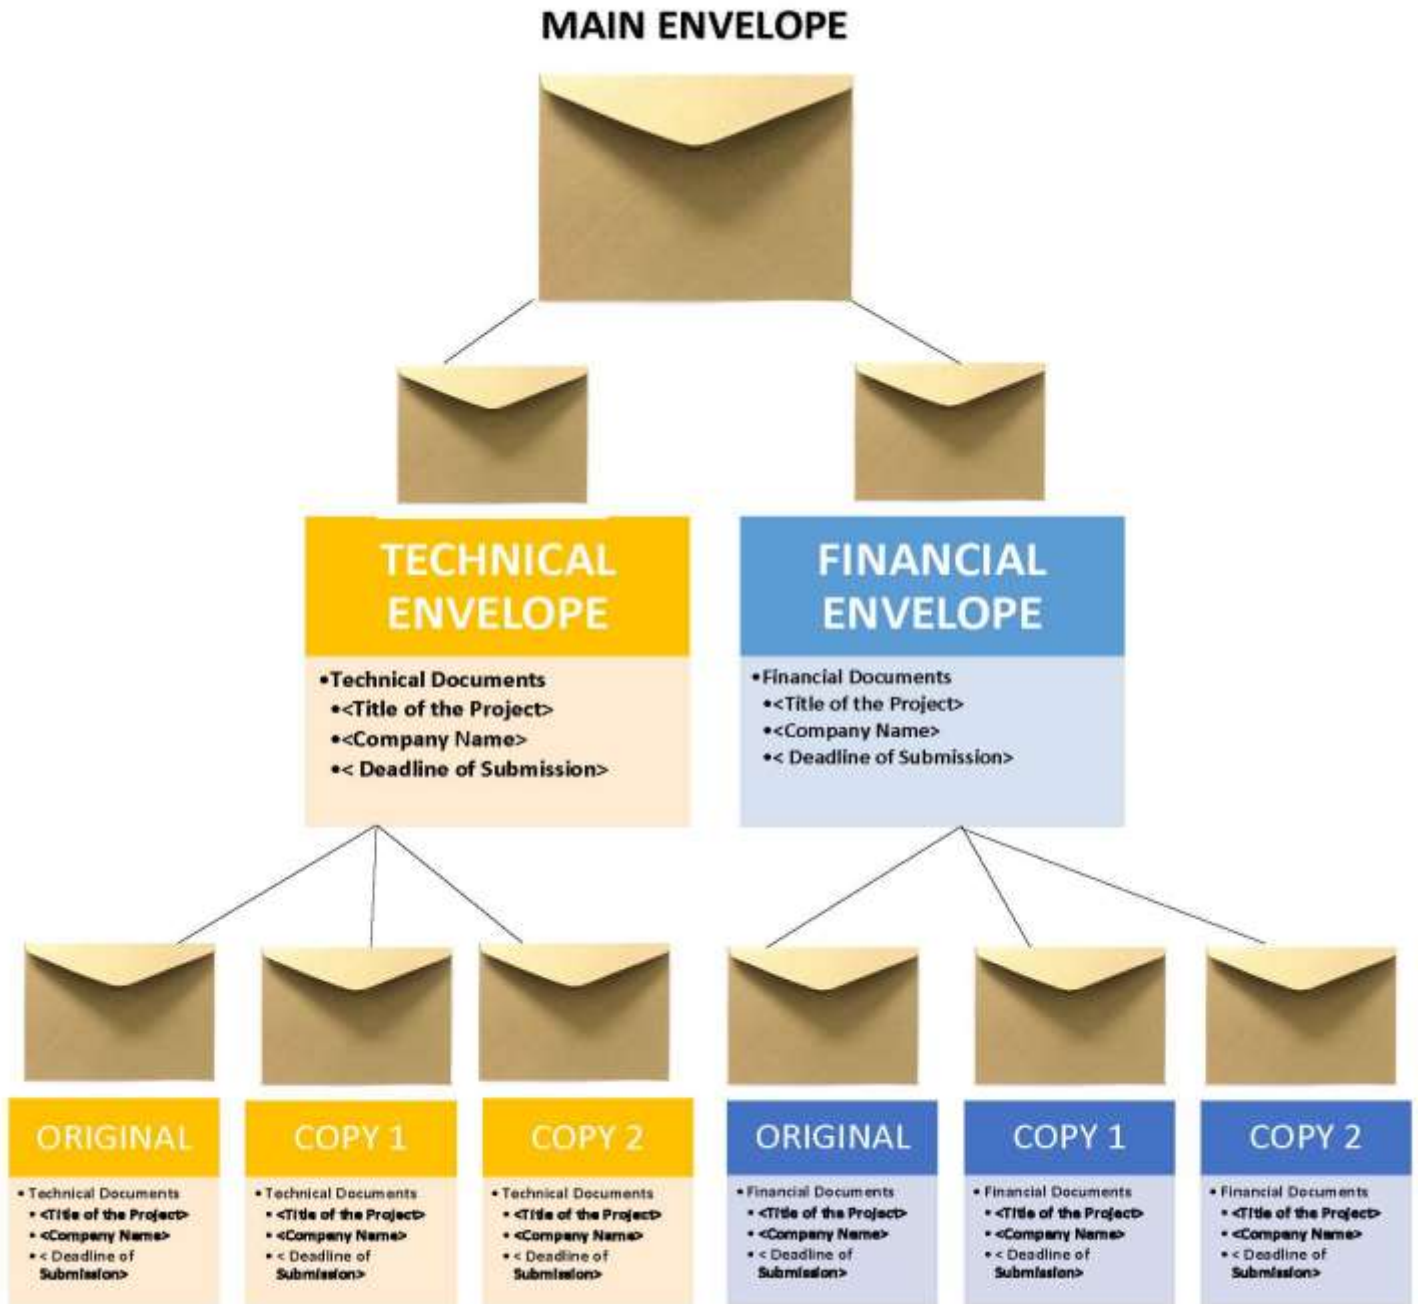 MAIN ENVELOPE
TECHNICAL
ENVELOPE
•Technical Documents
•<Title of the Project>
•<Company Name>
•< Deadline of Submission>
FINANCIAL
ENVELOPE
•Financial Documents
•<Title of the Project>
•<Company Name>
•< Deadline of Submission>
ORIGINAL
• Technical Documents
• <Title of the Project>
• <Company Name>
• < Deadline of
Submission>
COPY 1
• Technical Documents
• <Title of the Project>
• <Company Name>
• < Deadline of
Submission>
COPY 2
• Technical Documents
• <Title of the Project>
• <Company Name>
• < Deadline of
Submission>
ORIGINAL
• Financial Documents
• <Title of the Project>
• <Company Name>
• < Deadline of
Submission>
COPY 1
• Financial Documents
• <Title of the Project>
• <Company Name>
• < Deadline of
Submission>
COPY 2
• Financial Documents
• <Title of the Project>
• <Company Name>
• < Deadline of
Submission>